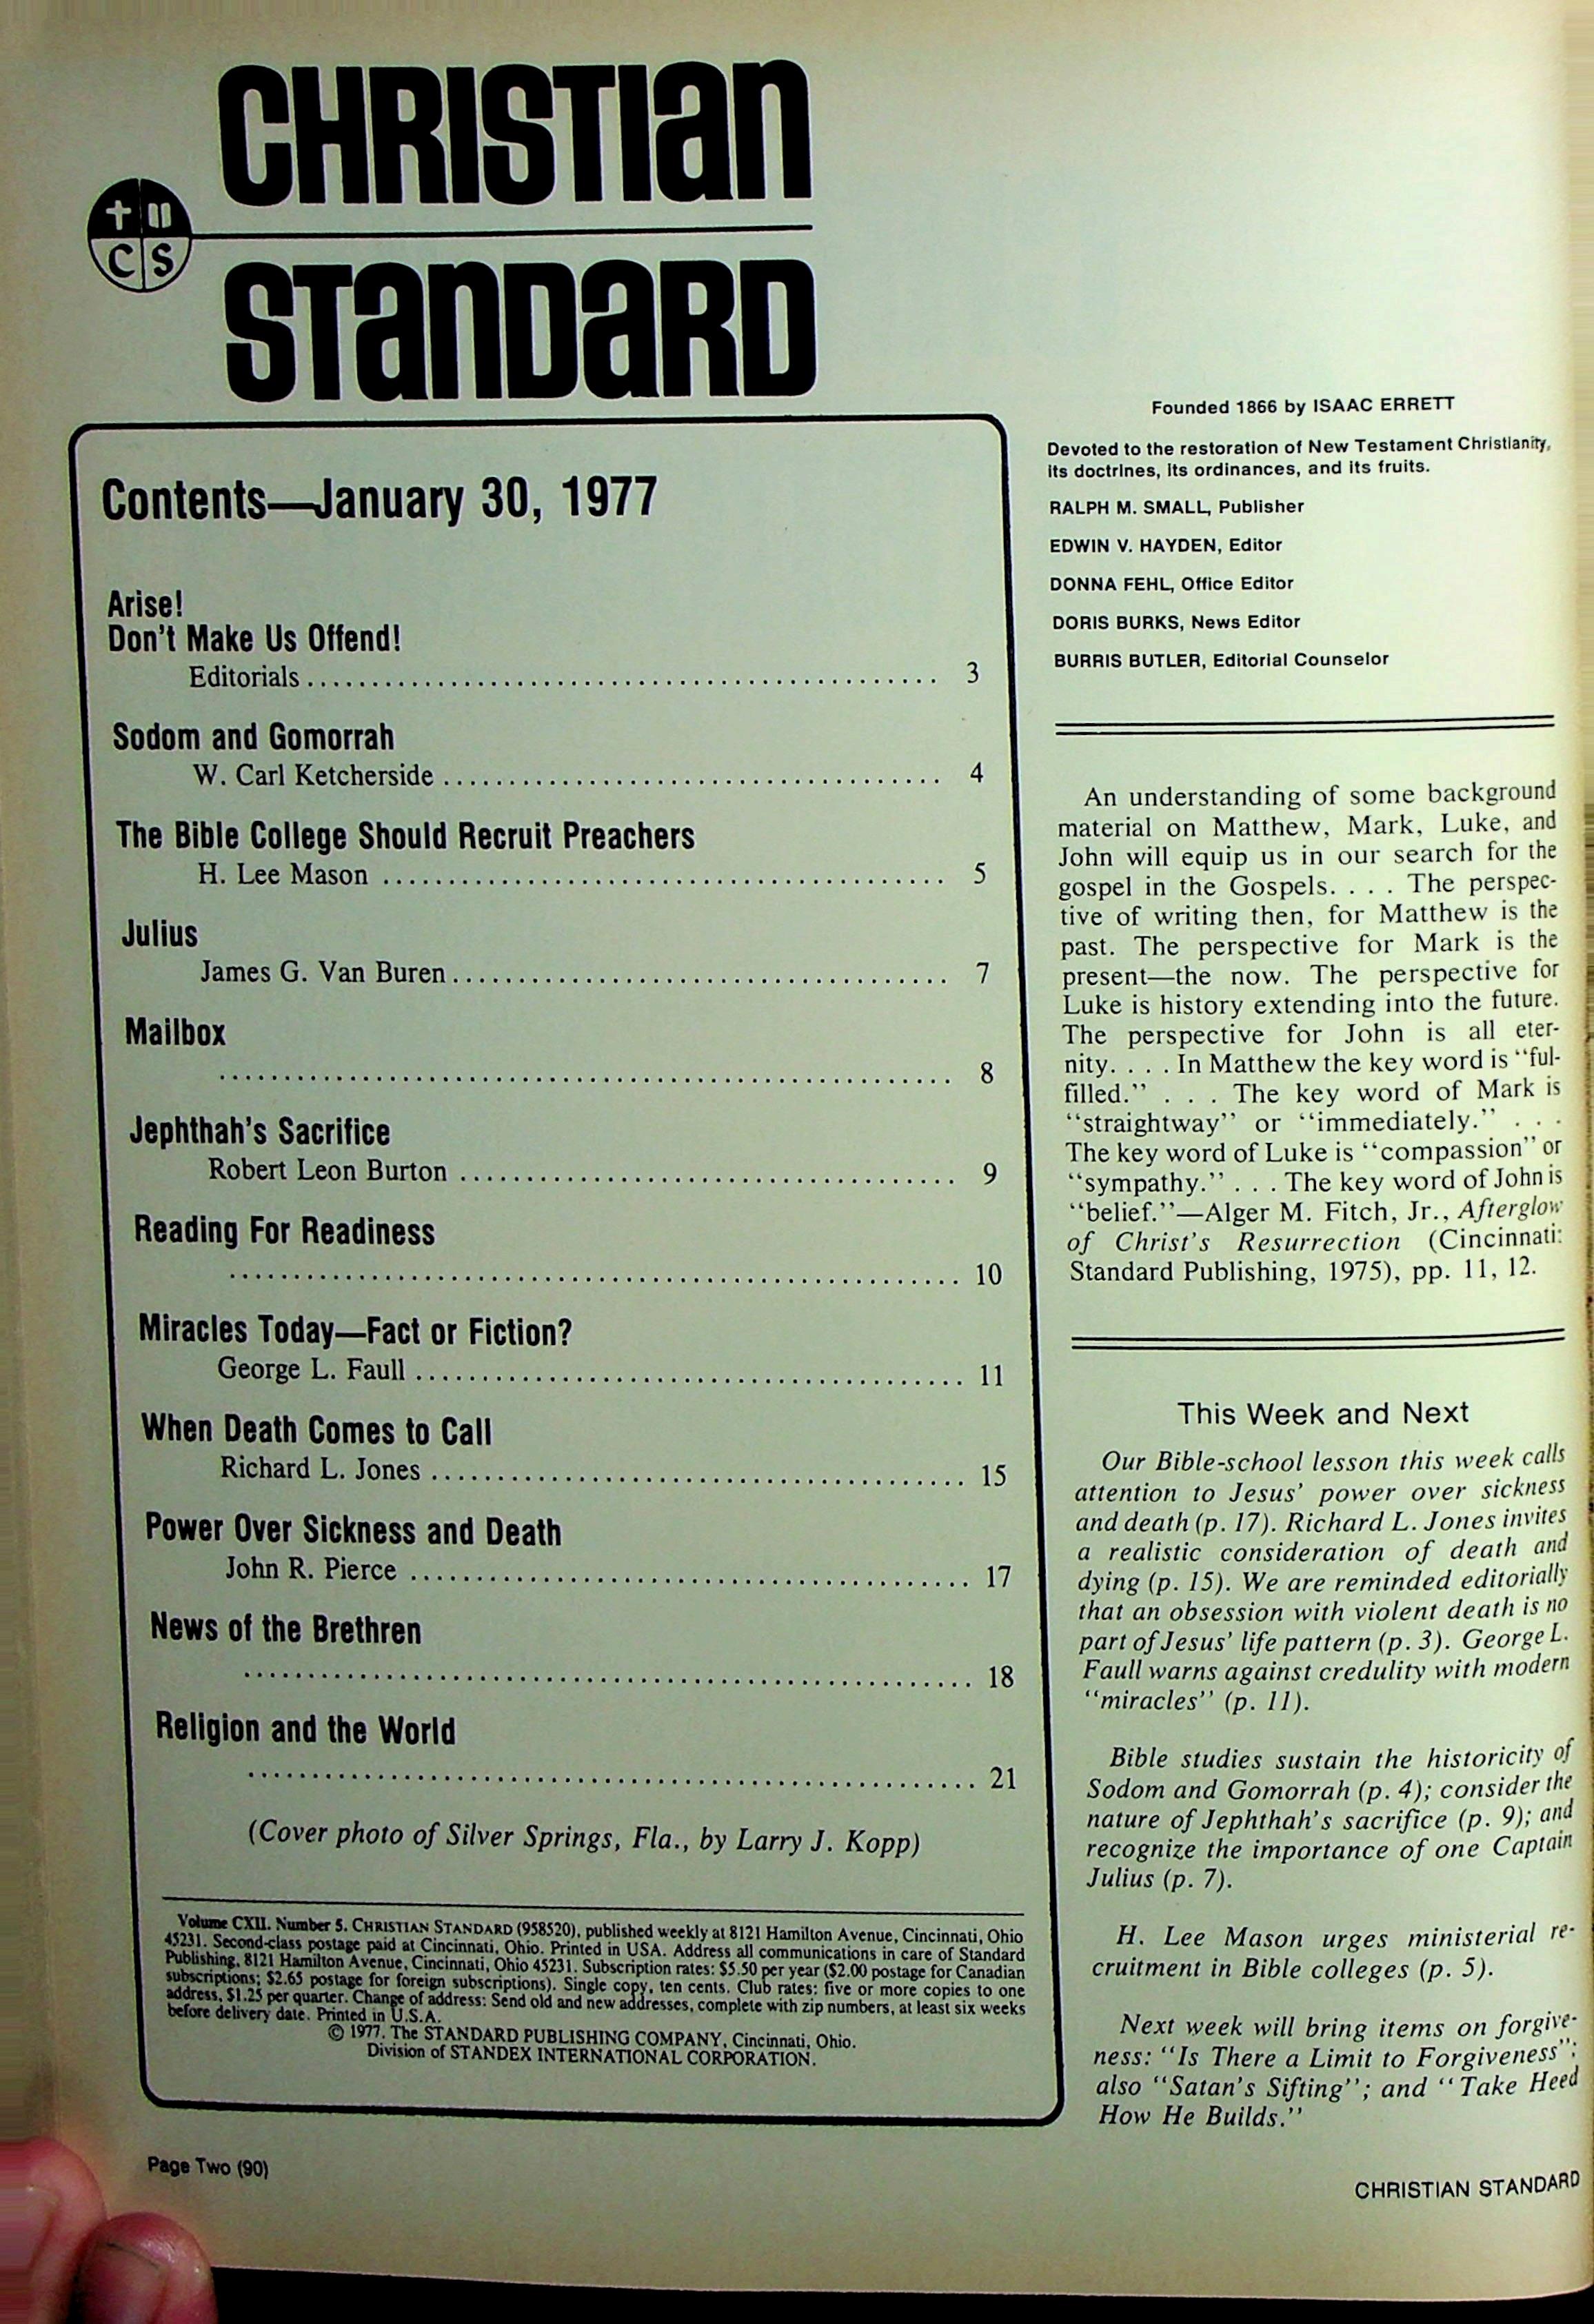 CHRISTIAN
STANDARD
C S
Contents—January 30, 1977
Arise!
Don't Make Us Offend!
Editorials . . . . . . . . . . 3
Sodom and Gomorrah
W. Carl Ketcherside . . . . . . . . . . 4
The Bible College Should Recruit Preachers
H. Lee Mason . . . . . . . . . . 5
Julius
James G. Van Buren . . . . . . . . . . 7
Mailbox
. . . . . . . . . . 8
Jephthah's Sacrifice
Robert Leon Burton . . . . . . . . . . 9
Reading For Readiness
. . . . . . . . . . 10
Miracles Today—Fact or Fiction?
George L. Faull . . . . . . . . . . 11
When Death Comes to Call
Richard L. Jones . . . . . . . . . . 15
Power Over Sickness and Death
John R. Pierce . . . . . . . . . . 17
News of the Brethren
. . . . . . . . . . 18
Religion and the World
. . . . . . . . . . 21
(Cover photo of Silver Springs, Fla., by Larry J. Kopp)
Volume CXII. Number 5. CHRISTIAN STANDARD (958520), published weekly at 8121 Hamilton Avenue, Cincinnati, Ohio
45231. Second-class postage paid at Cincinnati, Ohio. Printed in USA. Address all communications in care of Standard
Publishing, 8121 Hamilton Avenue, Cincinnati, Ohio 45231. Subscription rates: $5.50 per year ($2.00 postage for Canadian
subscriptions; $2.65 postage for foreign subscriptions). Single copy, ten cents. Club rates: five or more copies to one
address, $1.25 per quarter. Change of address: Send old and new addresses, complete with zip numbers, at least six weeks
before delivery date. Printed in U.S.A.
© 1977. The STANDARD PUBLISHING COMPANY, Cincinnati, Ohio.
Division of STANDEX INTERNATIONAL CORPORATION.
Founded 1866 by ISAAC ERRETT
Devoted to the restoration of New Testament Christianity,
its doctrines, its ordinances, and its fruits.
RALPH M. SMALL, Publisher
EDWIN V. HAYDEN, Editor
DONNA FEHL, Office Editor
DORIS BURKS, News Editor
BURRIS BUTLER, Editorial Counselor
An understanding of some background
material on Matthew, Mark, Luke, and
John will equip us in our search for the
gospel in the Gospels. . . . The perspec-
tive of writing then, for Matthew is the
past. The perspective for Mark is the
present—the now. The perspective for
Luke is history extending into the future.
The perspective for John is all eter-
nity. . . . In Matthew the key word is "ful-
filled." . . . The key word of Mark is
"straightway" or "immediately." . . .
The key word of Luke is "compassion" or
"sympathy." . . . The key word of John is
"belief."—Alger M. Fitch, Jr., Afterglow
of Christ's Resurrection (Cincinnati:
Standard Publishing, 1975), pp. 11, 12.
This Week and Next
Our Bible-school lesson this week calls
attention to Jesus' power over sickness
and death (p. 17). Richard L. Jones invites
a realistic consideration of death and
dying (p. 15). We are reminded editorially
that an obsession with violent death is no
part of Jesus' life pattern (p. 3). George L.
Faull warns against credulity with modern
"miracles" (p. 11).
Bible studies sustain the historicity of
Sodom and Gomorrah (p. 4); consider the
nature of Jephthah's sacrifice (p. 9); and
recognize the importance of one Captain
Julius (p. 7).
H. Lee Mason urges ministerial re-
cruitment in Bible colleges (p. 5).
Next week will bring items on forgive-
ness: "Is There a Limit to Forgiveness";
also "Satan's Sifting"; and "Take Heed
How He Builds."
Page Two (90)
CHRISTIAN STANDARD